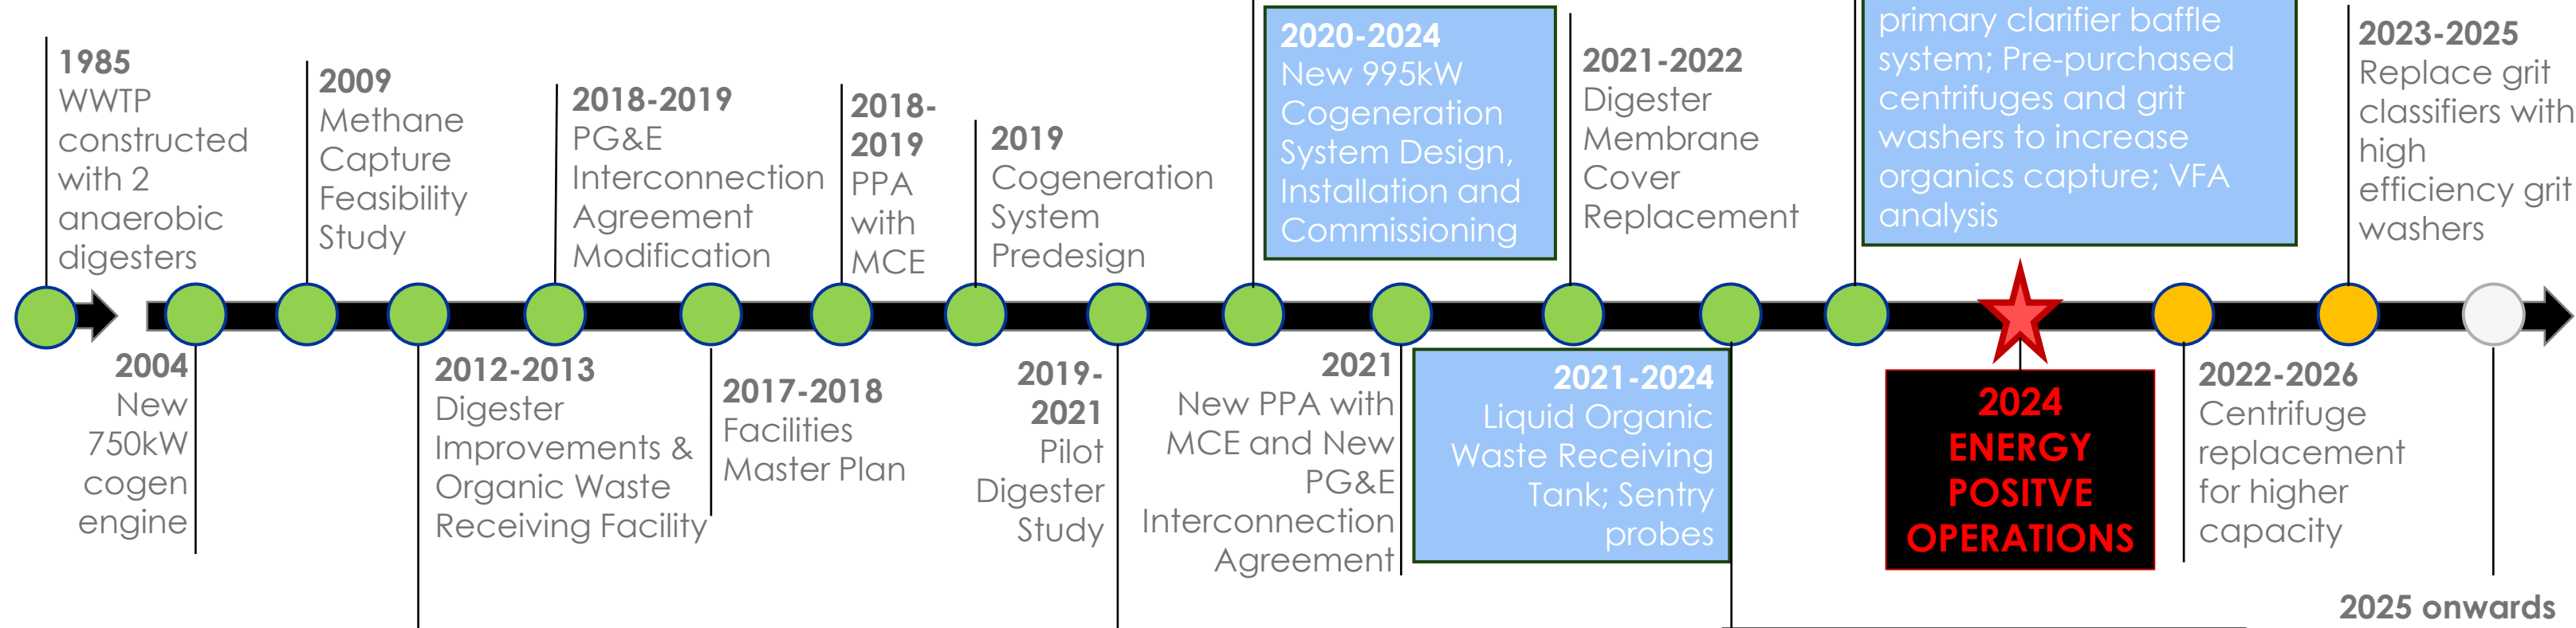 1985
WWTP
constructed
with 2
anaerobic
digesters
2004
New
750kW
cogen
engine
2009
Methane
Capture
Feasibility
Study
2012-2013
Digester
Improvements &
Organic Waste
Receiving Facility
2018-2019
PG&E
Interconnection
Agreement
Modification
2017-2018
Facilities
Master Plan
2018-
2019
PPA
with
MCE
2019
Cogeneration
System
Predesign
2019-
2021
Pilot
Digester
Study
2020-2024
New 995kW
Cogeneration
System Design,
Installation and
Commissioning
2021
New PPA with
MCE and New
PG&E
Interconnection
Agreement
2021-2022
Digester
Membrane
Cover
Replacement
2021-2024
Liquid Organic
Waste Receiving
Tank; Sentry
probes
primary clarifier baffle
system; Pre-purchased
centrifuges and grit
washers to increase
organics capture; VFA
analysis
2024
ENERGY
POSITVE
OPERATIONS
2022-2026
Centrifuge
replacement
for higher
capacity
2023-2025
Replace grit
classifiers with
high
efficiency grit
washers
2025 onwards